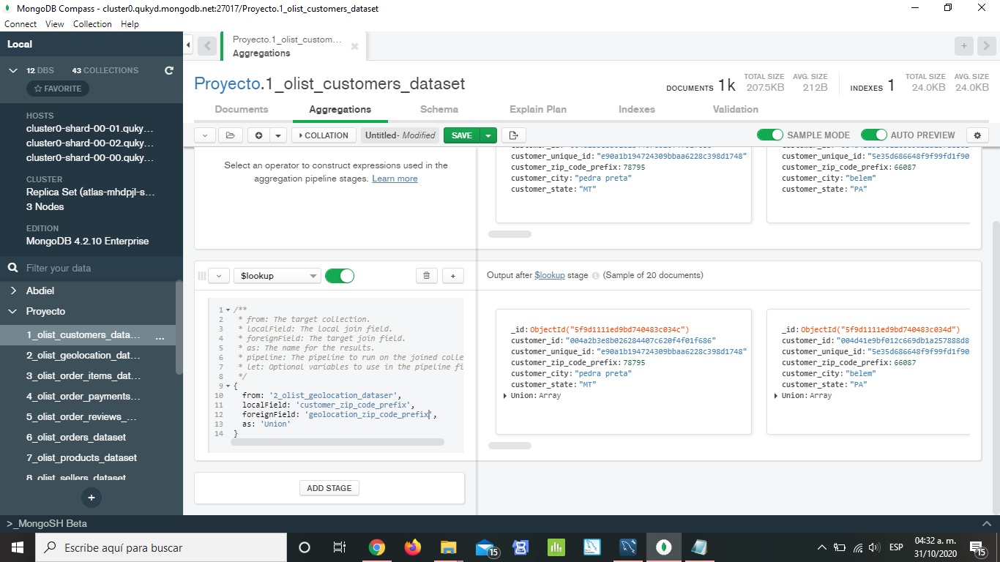 MongoDB Compass - cluster0.qukyd.mongodb.net:27017/Proyecto.1_olist_customers_dataset
Connect View Collection Help
Local
12 DBS 43 COLLECTIONS
FAVORITE
HOSTS
cluster0-shard-00-01.quky...
cluster0-shard-00-02.quky...
cluster0-shard-00-00.quky...
CLUSTER
Replica Set (atlas-mhdpjl-s...
3 Nodes
EDITION
MongoDB 4.2.10 Enterprise
Filter your data
Abdiel
Proyecto
1_olist_customers_data... ...
2_olist_geolocation_dat...
3_olist_order_items_dat...
4_olist_order_payments...
5_olist_order_reviews_...
6_olist_orders_dataset
7_olist_products_dataset
8_olist_sellers_dataset
Proyecto.1_olist_custom...
Aggregations
Proyecto.1_olist_customers_dataset
DOCUMENTS 1k TOTAL SIZE 207.5KB AVG. SIZE 212B
INDEXES 1 TOTAL SIZE 24.0KB AVG. SIZE 24.0KB
Documents Aggregations Schema Explain Plan Indexes Validation
COLLATION Untitled- Modified SAVE SAMPLE MODE AUTO PREVIEW
Select an operator to construct expressions used in the
aggregation pipeline stages. Learn more
customer_unique_id: "e90a1b194724309bbaa6228c398d1748"
customer_zip_code_prefix: 78795
customer_city: "pedra preta"
customer_state: "MT"
customer_unique_id: "5e35d686648f9f99fd1f90
customer_zip_code_prefix: 66087
customer_city: "belem"
customer_state: "PA"
$lookup
Output after $lookup stage (Sample of 20 documents)
1 /**
2 * from: The target collection.
3 * localField: The local join field.
4 * foreignField: The target join field.
5 * as: The name for the results.
6 * pipeline: The pipeline to run on the joined colle
7 * let: Optional variables to use in the pipeline fi
8 */
9 {
10 from: '2_olist_geolocation_dataser',
11 localField: 'customer_zip_code_prefix',
12 foreignField: 'geolocation_zip_code_prefix',
13 as: 'Union'
14 }
_id: ObjectId("5f9d1111ed9bd740483c034c")
customer_id: "004a2b3e8b026284407c620f4f01f686"
customer_unique_id: "e90a1b194724309bbaa6228c398d1748"
customer_zip_code_prefix: 78795
customer_city: "pedra preta"
customer_state: "MT"
Union: Array
_id: ObjectId("5f9d1111ed9bd740483c034d")
customer_id: "004d41e9bf012c669db1a257888d8
customer_unique_id: "5e35d686648f9f99fd1f90
customer_zip_code_prefix: 66087
customer_city: "belem"
customer_state: "PA"
Union: Array
ADD STAGE
>_MongoSH Beta
Escribe aquí para buscar
15
ESP
04:32 a. m.
31/10/2020
15